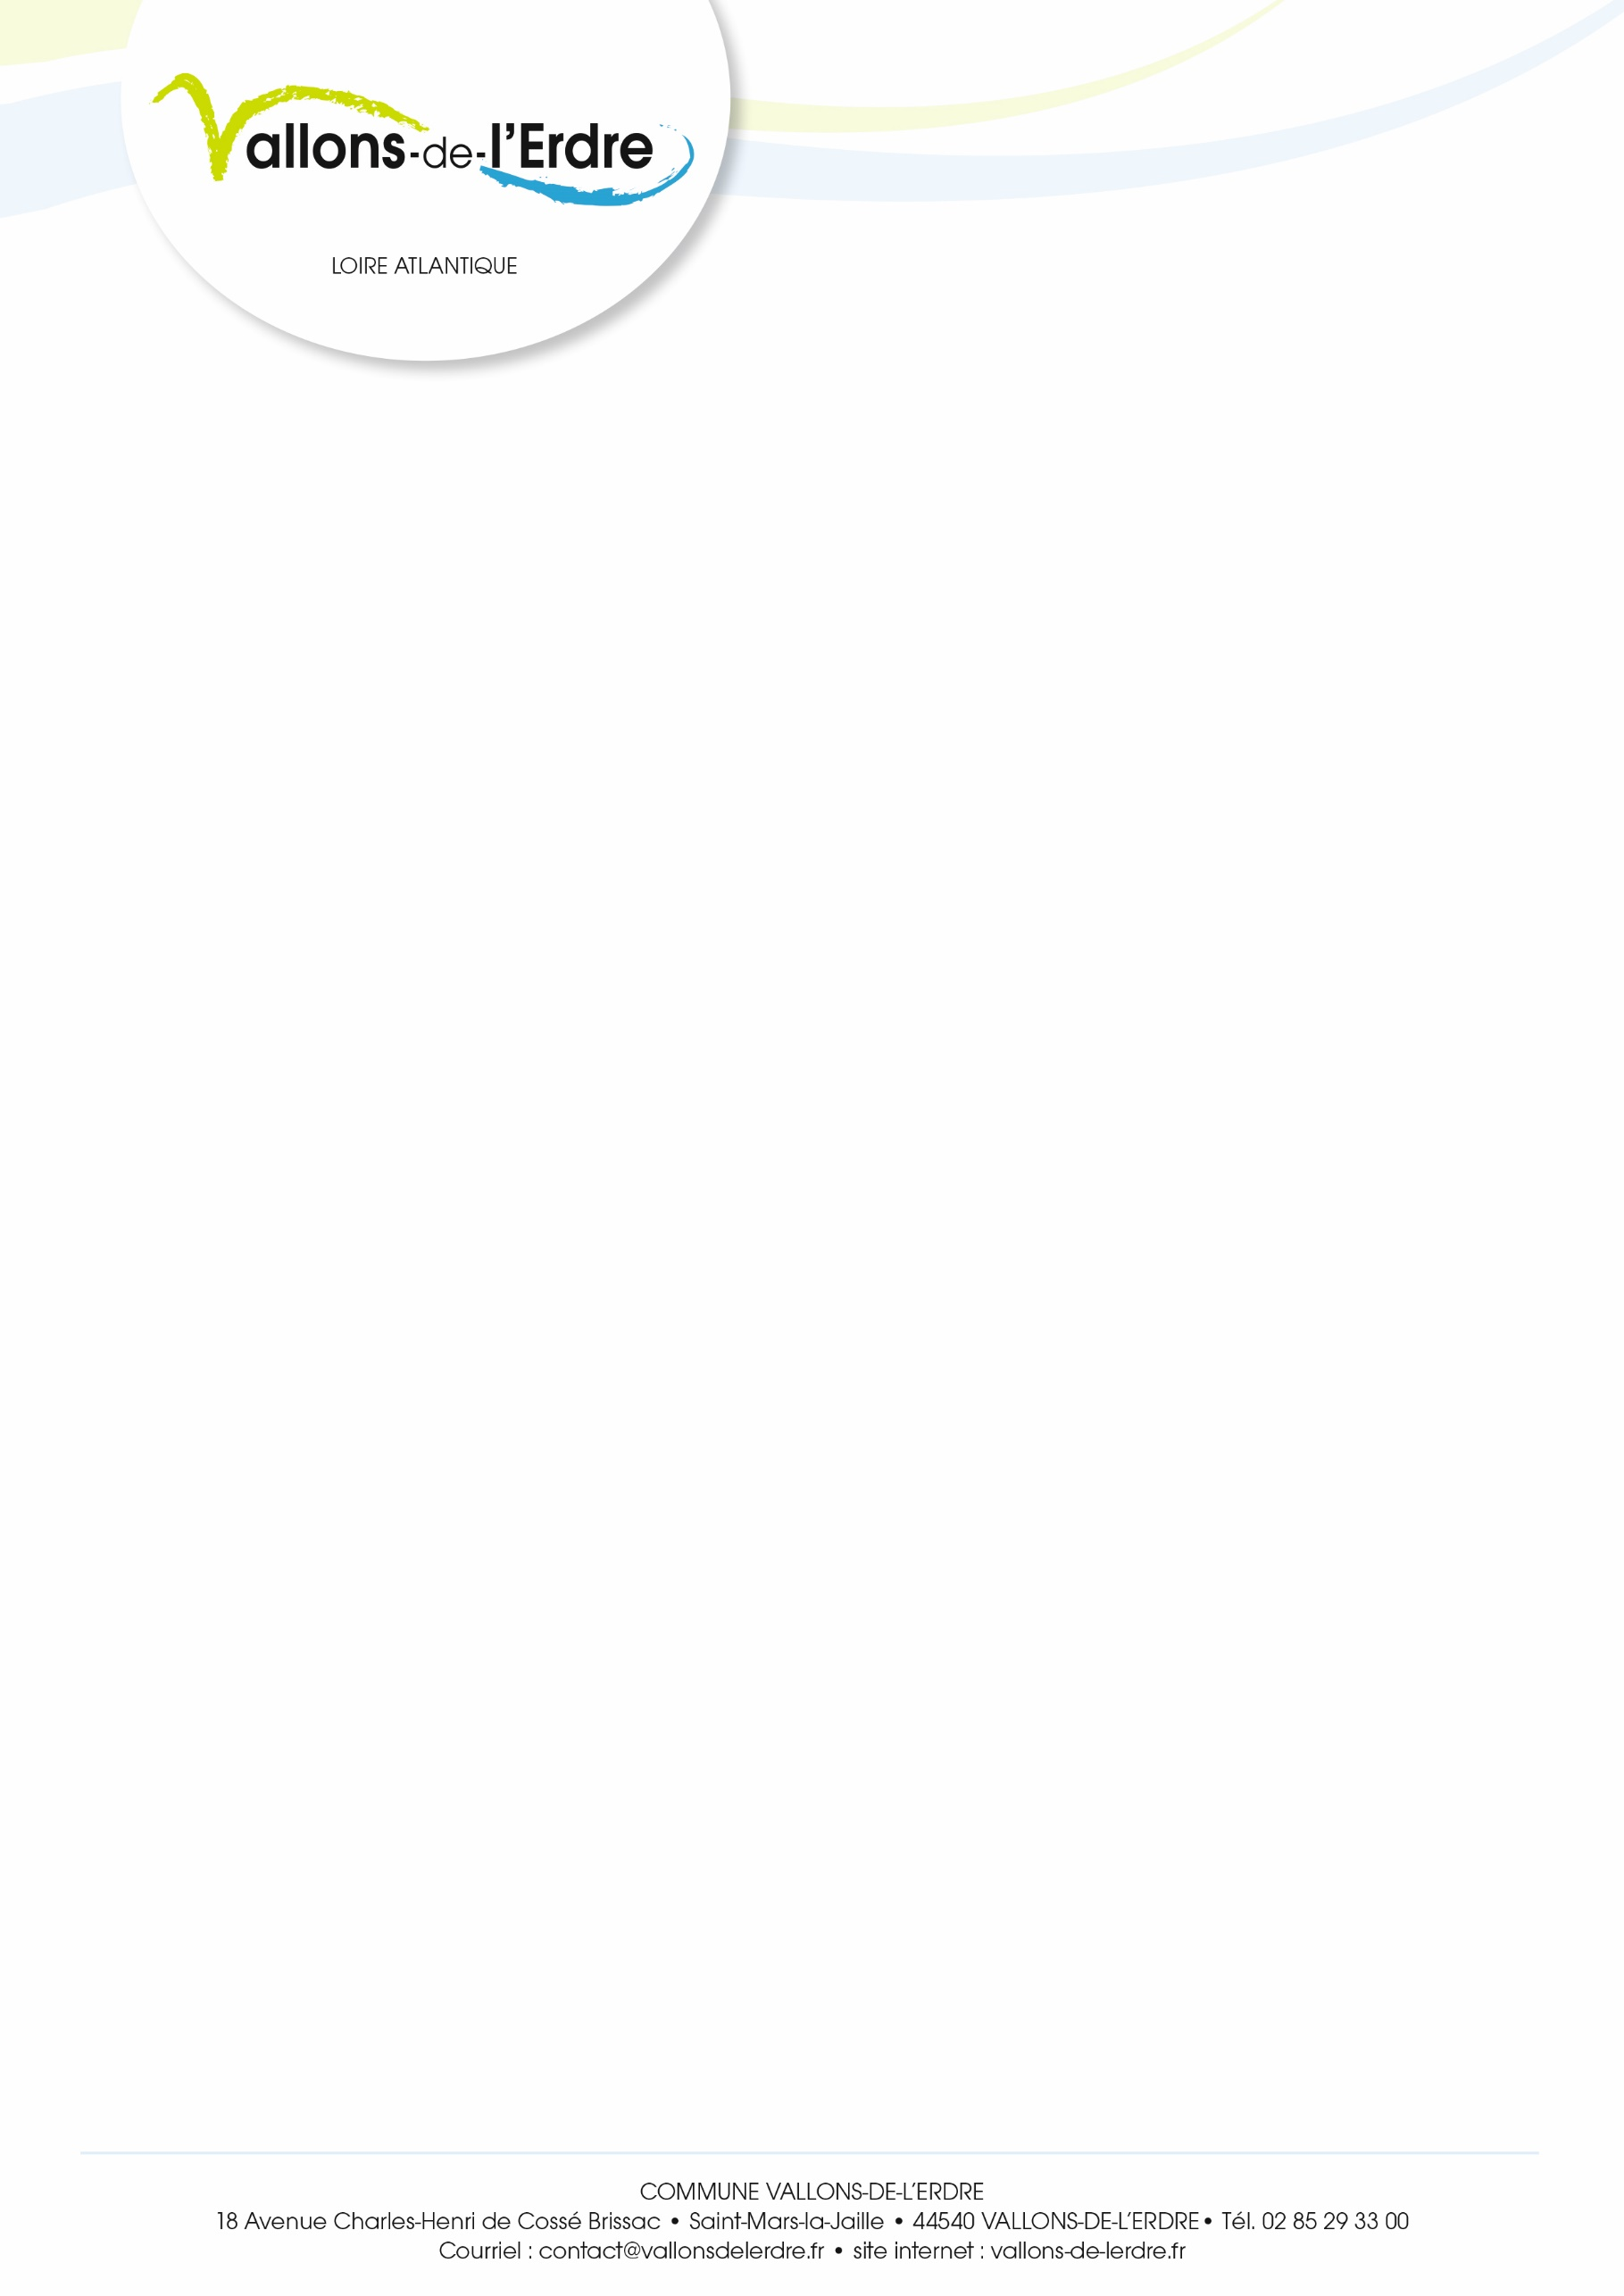 Vallons-de-l'Erdre
LOIRE ATLANTIQUE
COMMUNE VALLONS-DE-L'ERDRE
18 Avenue Charles-Henri de Cossé Brissac • Saint-Mars-la-Jaille • 44540 VALLONS-DE-L'ERDRE • Tél. 02 85 29 33 00
Courriel : contact@vallonsdelerdre.fr • site internet : vallons-de-lerdre.fr